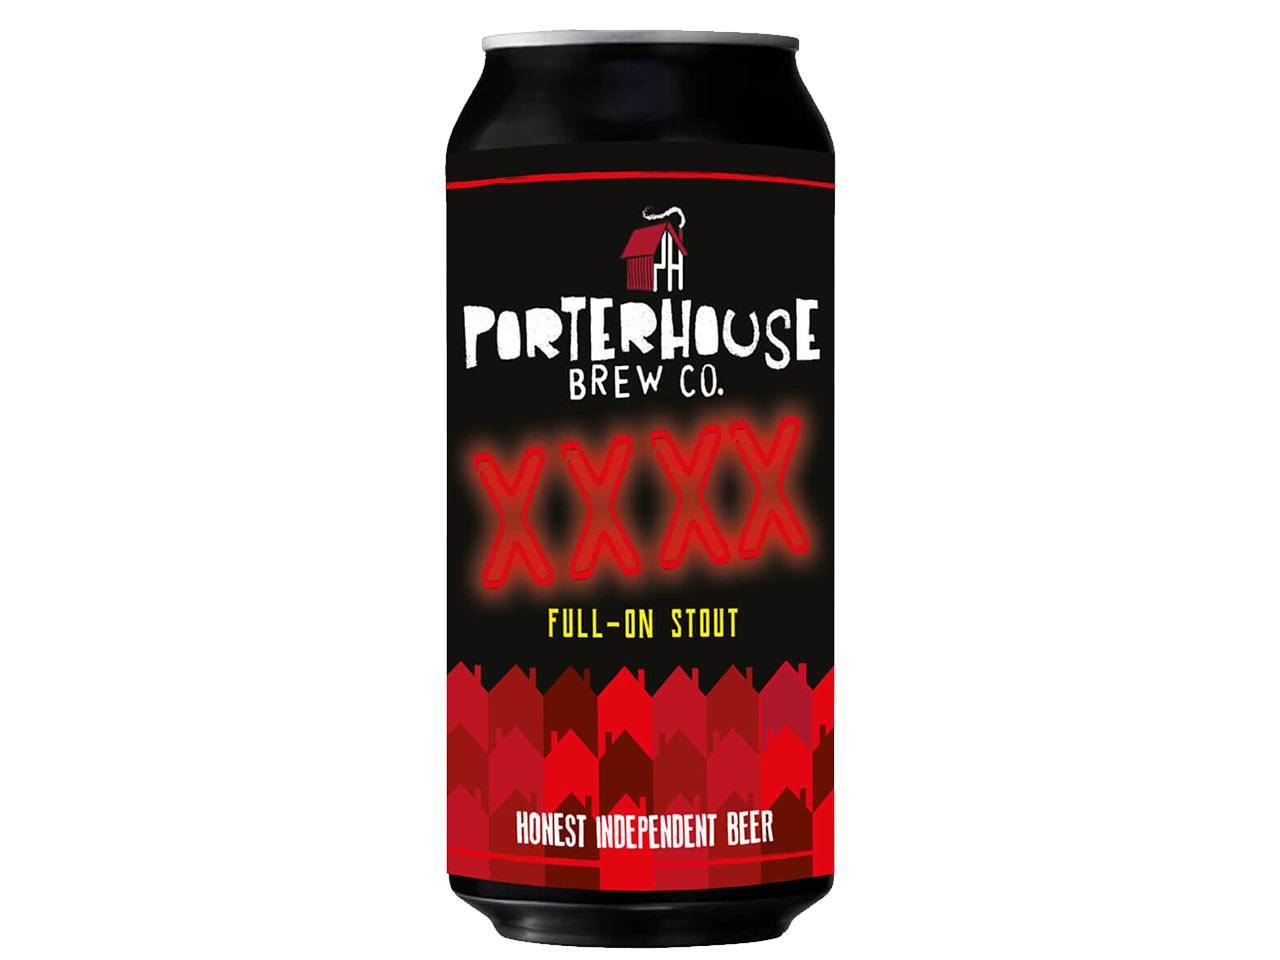 PH
PORTERHOUSE
BREW CO.
XXXX
FULL-ON STOUT
HONEST INDEPENDENT BEER